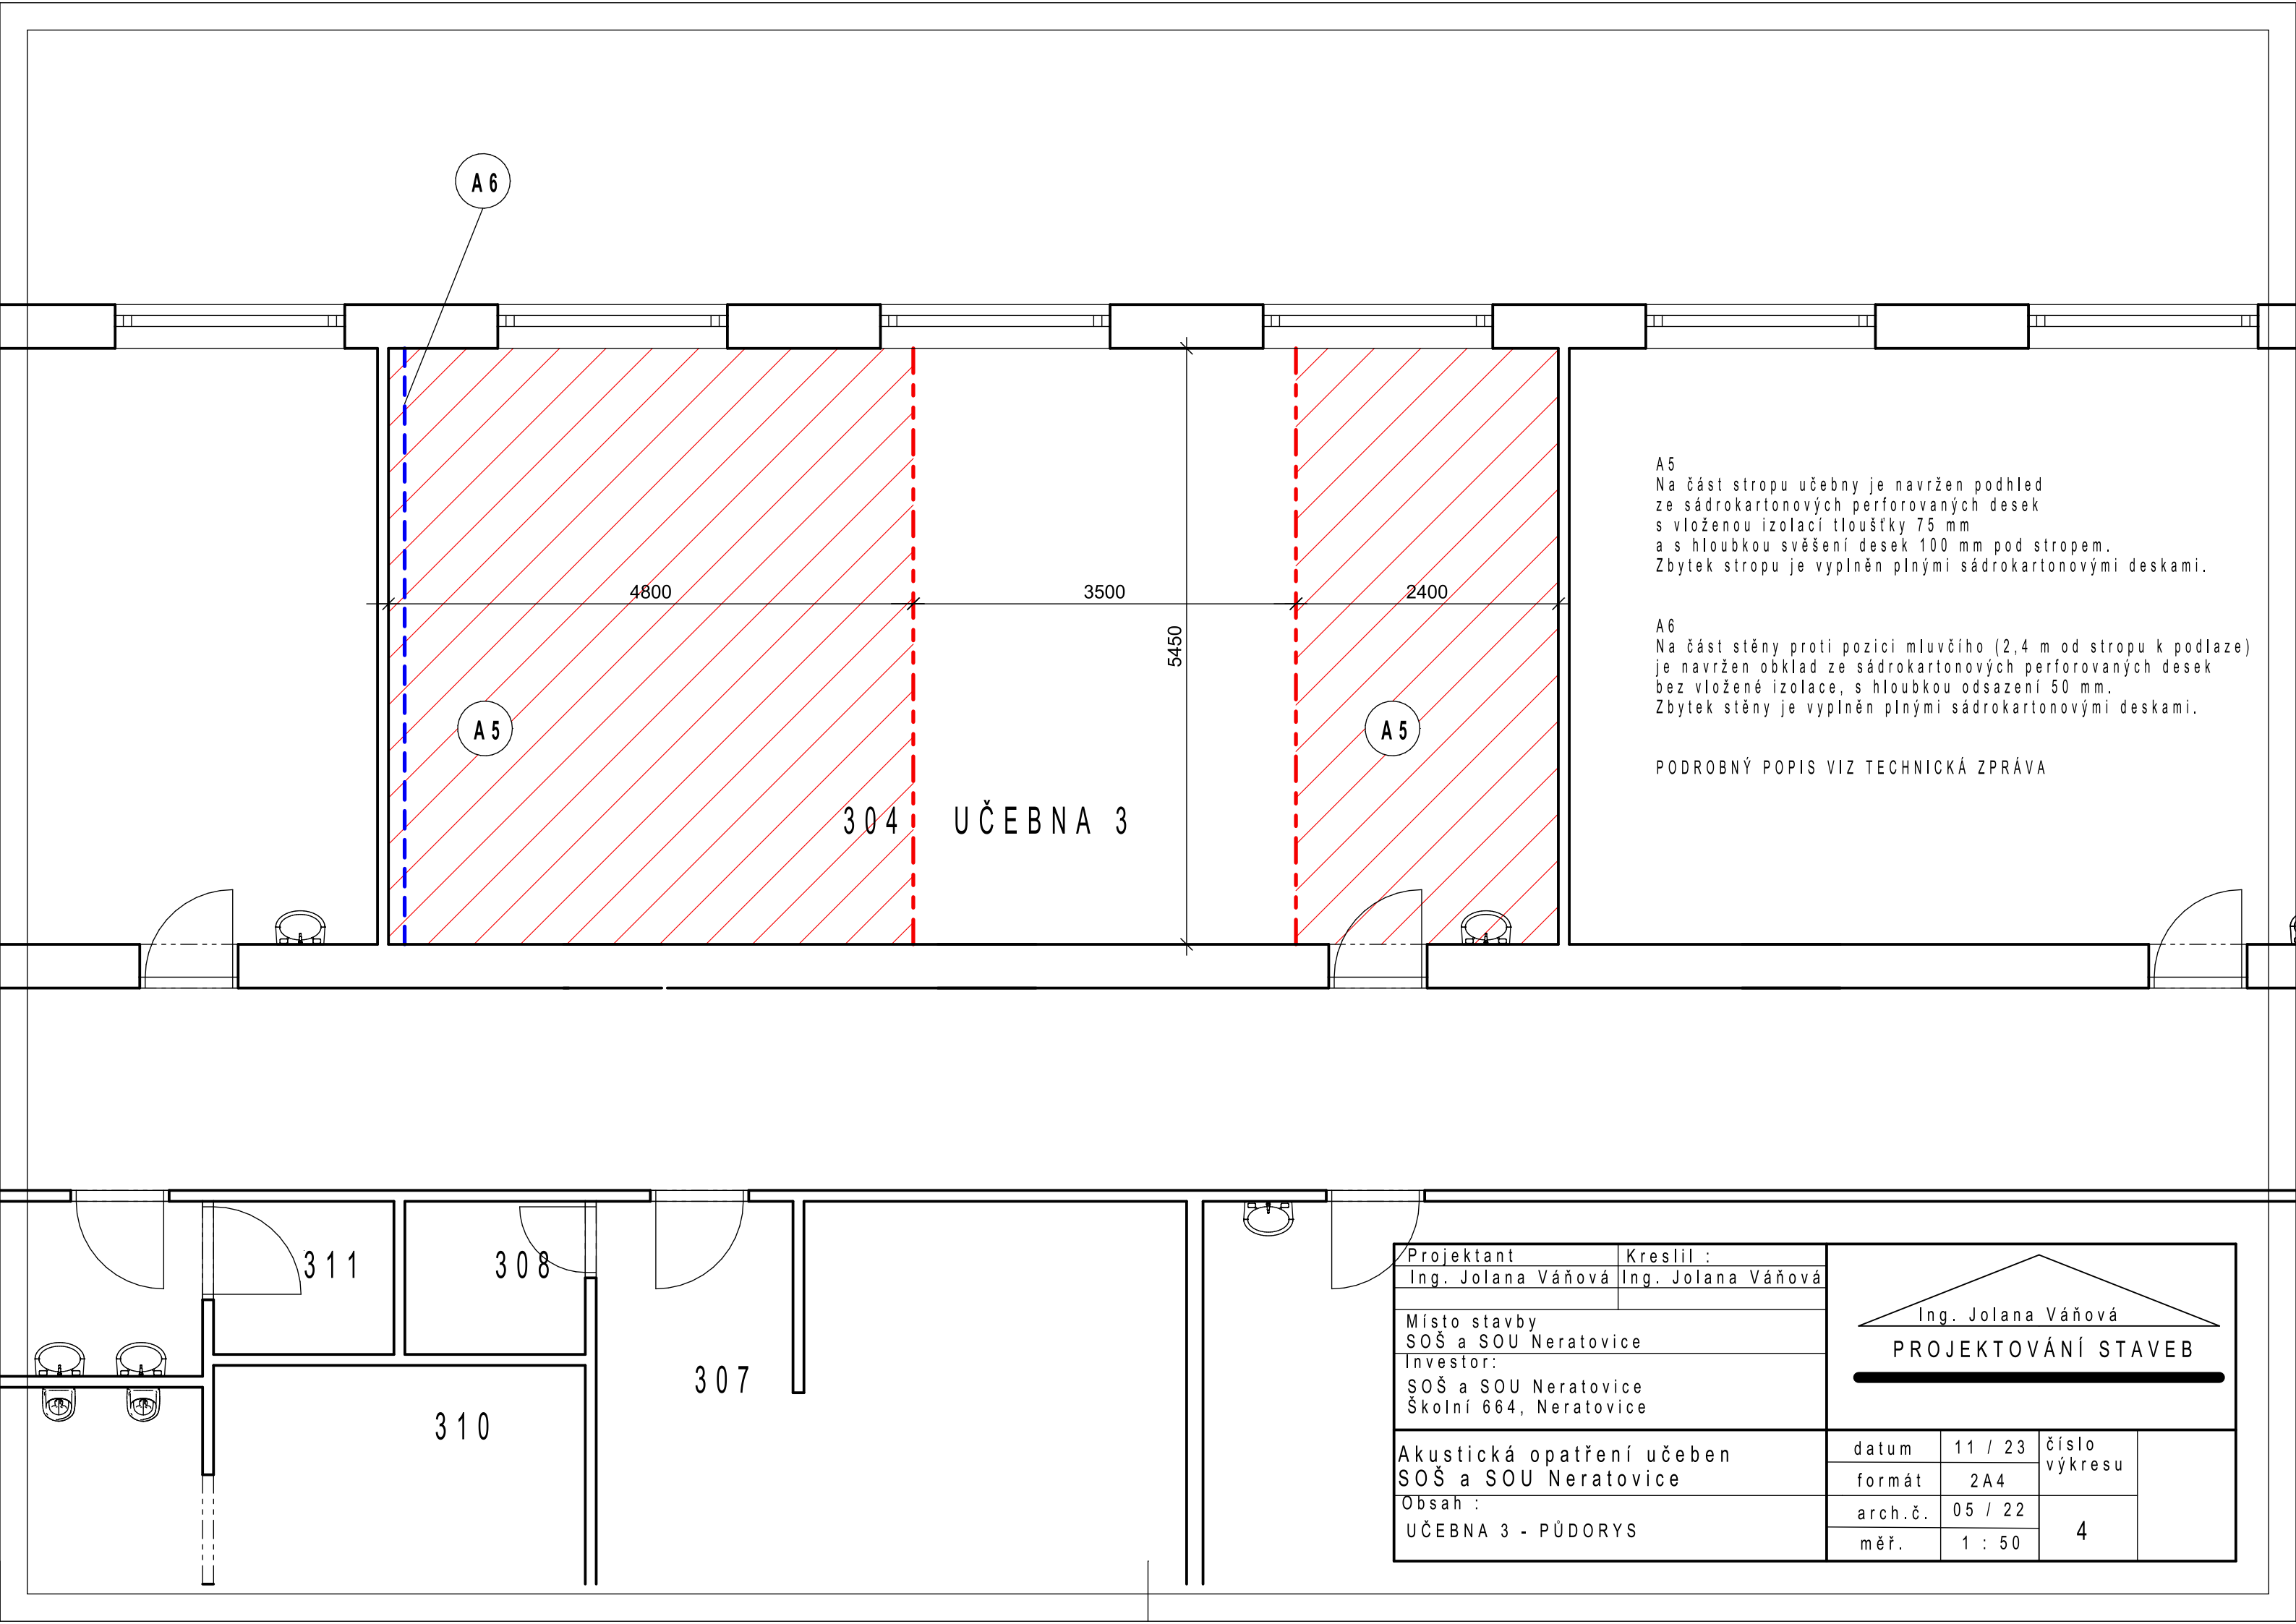 A 6
4800
3500
2400
5450
A 5
A 5
304 UČEBNA 3
A5
Na část stropu učebny je navržen podhled
ze sádrokartonových perforovaných desek
s vloženou izolací tloušťky 75 mm
a s hloubkou svěšení desek 100 mm pod stropem.
Zbytek stropu je vyplněn plnými sádrokartonovými deskami.
A6
Na část stěny proti pozici mluvčího (2,4 m od stropu k podlaze)
je navržen obklad ze sádrokartonových perforovaných desek
bez vložené izolace, s hloubkou odsazení 50 mm.
Zbytek stěny je vyplněn plnými sádrokartonovými deskami.
PODROBNÝ POPIS VIZ TECHNICKÁ ZPRÁVA
311
308
307
310
Projektant Kreslil :
Ing. Jolana Váňová Ing. Jolana Váňová
Místo stavby
SOŠ a SOU Neratovice
Investor:
SOŠ a SOU Neratovice
Školní 664, Neratovice
Akustická opatření učeben
SOŠ a SOU Neratovice
Obsah :
UČEBNA 3 - PŮDORYS
Ing. Jolana Váňová
PROJEKTOVÁNÍ STAVEB
datum 11 / 23
formát 2A4
arch.č. 05 / 22
měř. 1 : 50
číslo
výkresu
4